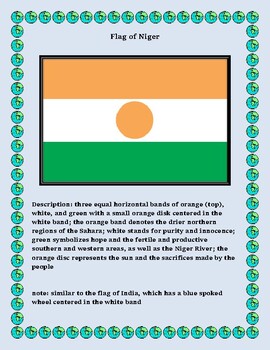 Flag of Niger
Description: three equal horizontal bands of orange (top),
white, and green with a small orange disk centered in the
white band; the orange band denotes the drier northern
regions of the Sahara; white stands for purity and innocence;
green symbolizes hope and the fertile and productive
southern and western areas, as well as the Niger River; the
orange disc represents the sun and the sacrifices made by
the people
note: similar to the flag of India, which has a blue spoked
wheel centered in the white band